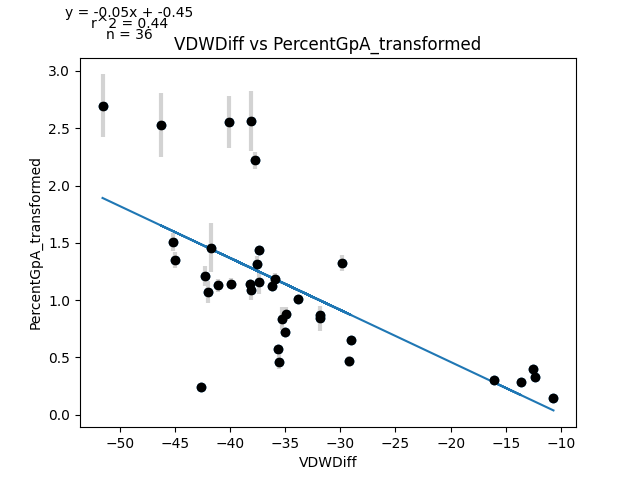 y = -0.05x + -0.45
r^2 = 0.44
n = 36
VDWDiff vs PercentGpA_transformed
3.0
2.5
2.0
1.5
1.0
0.5
0.0
PercentGpA_transformed
−50 −45 −40 −35 −30 −25 −20 −15 −10
VDWDiff